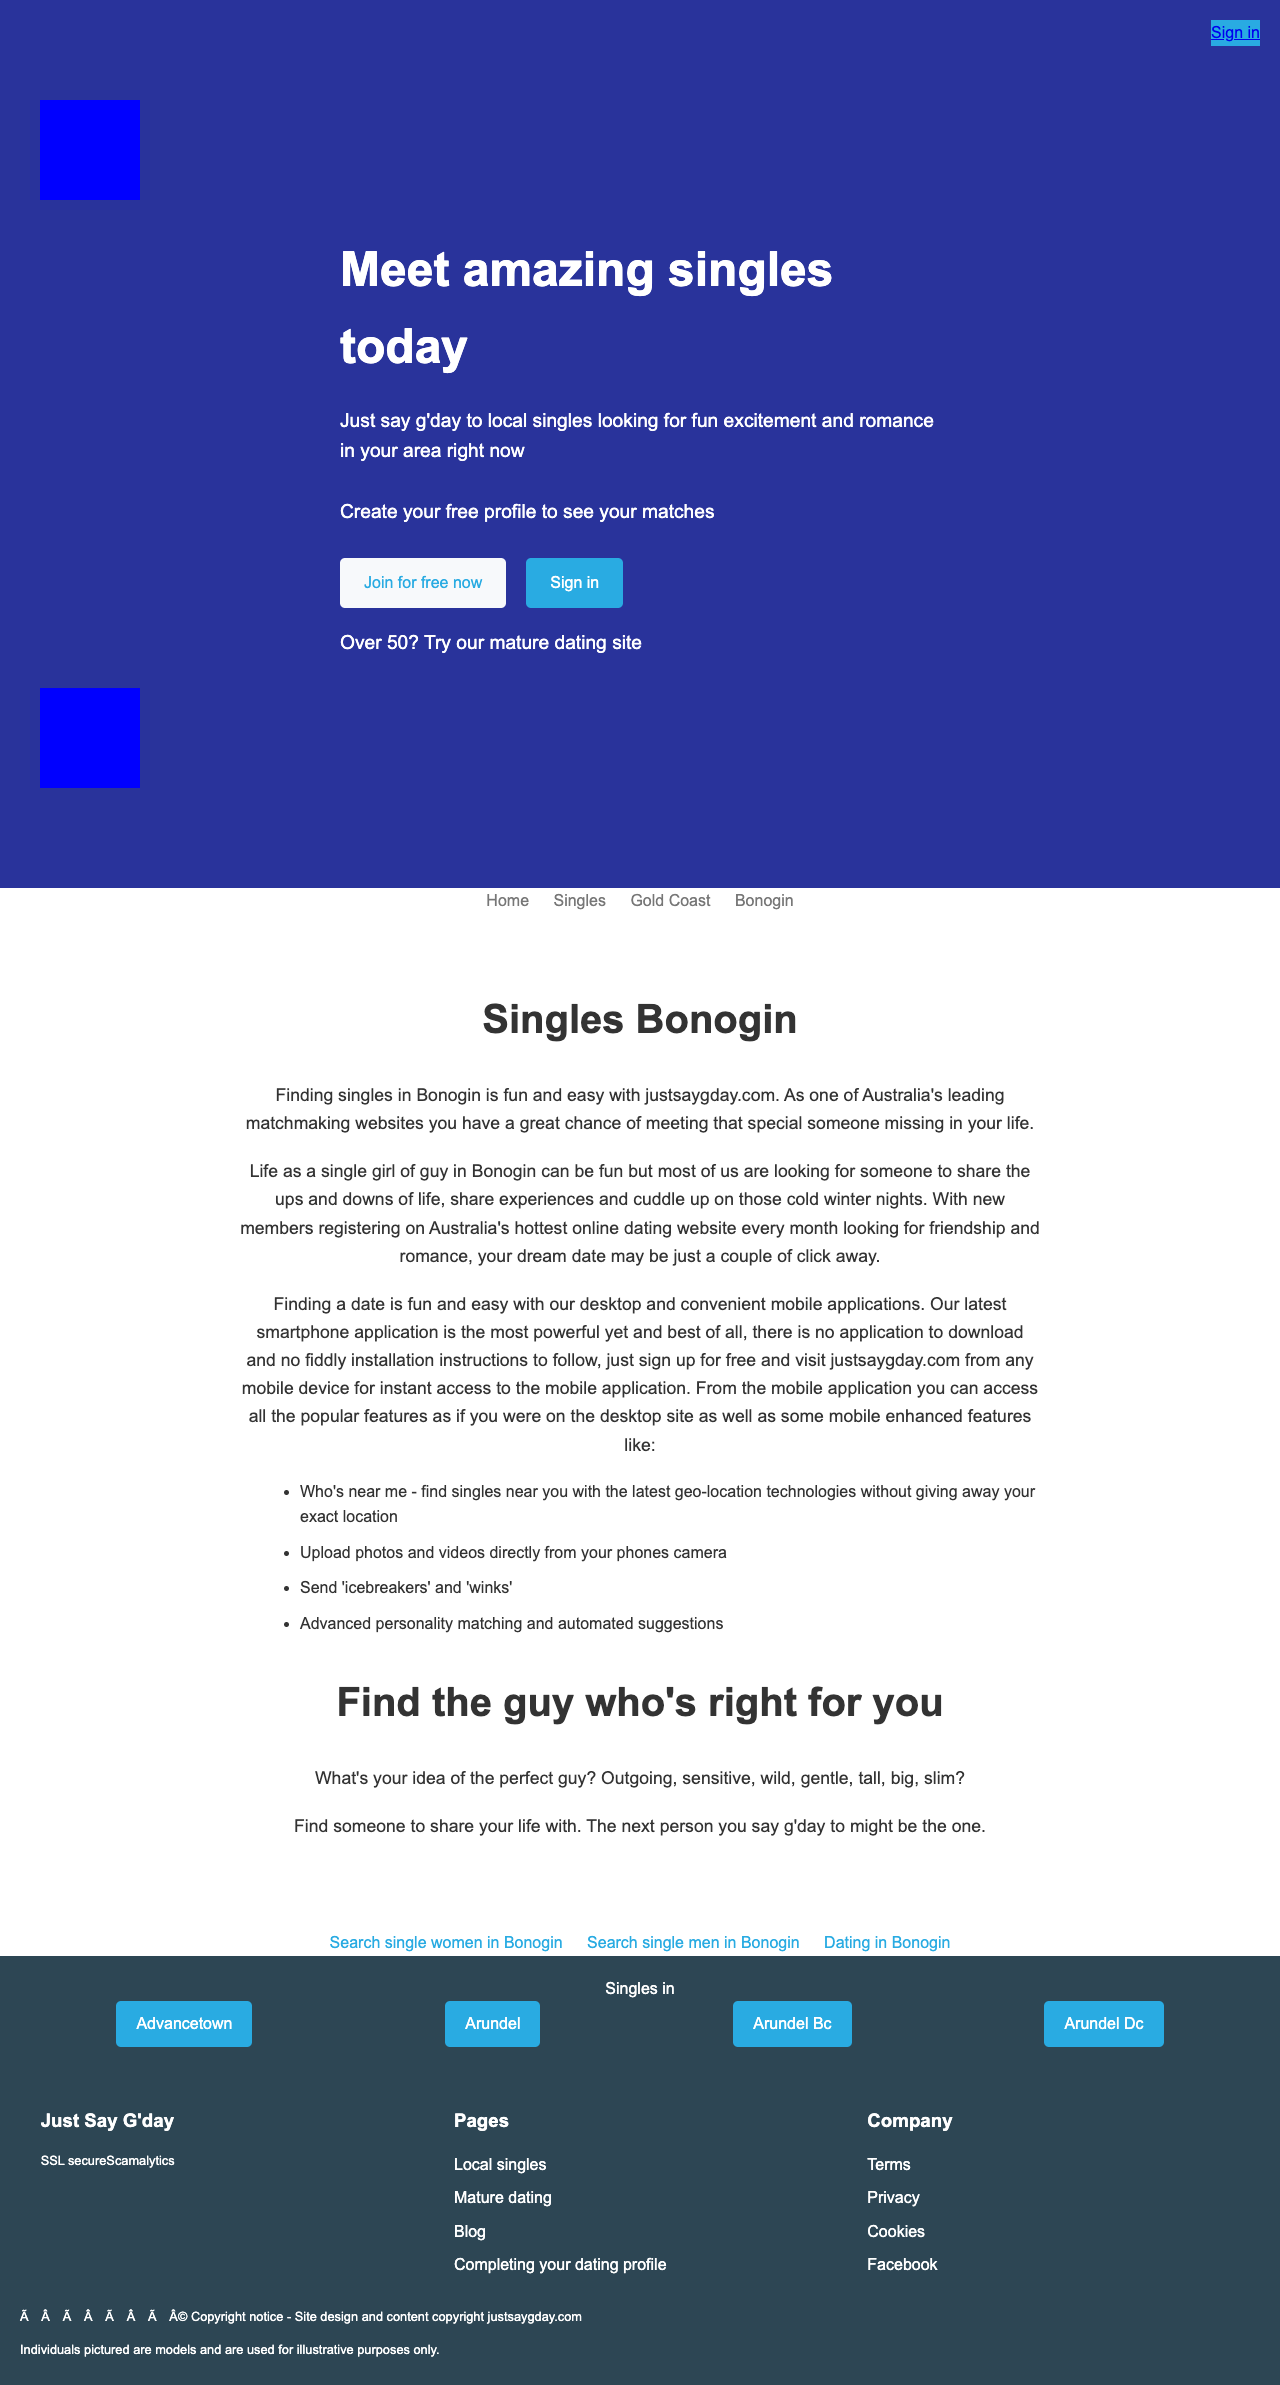 Sign in
Meet amazing singles
today
Just say g'day to local singles looking for fun excitement and romance
in your area right now
Create your free profile to see your matches
Join for free now
Sign in
Over 50? Try our mature dating site
Home Singles Gold Coast Bonogin
Singles Bonogin
Finding singles in Bonogin is fun and easy with justsaygday.com. As one of Australia's leading
matchmaking websites you have a great chance of meeting that special someone missing in your life.
Life as a single girl of guy in Bonogin can be fun but most of us are looking for someone to share the
ups and downs of life, share experiences and cuddle up on those cold winter nights. With new
members registering on Australia's hottest online dating website every month looking for friendship and
romance, your dream date may be just a couple of click away.
Finding a date is fun and easy with our desktop and convenient mobile applications. Our latest
smartphone application is the most powerful yet and best of all, there is no application to download
and no fiddly installation instructions to follow, just sign up for free and visit justsaygday.com from any
mobile device for instant access to the mobile application. From the mobile application you can access
all the popular features as if you were on the desktop site as well as some mobile enhanced features
like:
• Who's near me - find singles near you with the latest geo-location technologies without giving away your
exact location
• Upload photos and videos directly from your phones camera
• Send 'icebreakers' and 'winks'
• Advanced personality matching and automated suggestions
Find the guy who's right for you
What's your idea of the perfect guy? Outgoing, sensitive, wild, gentle, tall, big, slim?
Find someone to share your life with. The next person you say g'day to might be the one.
Search single women in Bonogin Search single men in Bonogin Dating in Bonogin
Singles in
Advancetown Arundel Arundel Bc Arundel Dc
Just Say G'day
SSL secureScamalytics
Pages
Local singles
Mature dating
Blog
Completing your dating profile
Company
Terms
Privacy
Cookies
Facebook
Ã Â Ã Â Ã Â Ã Â© Copyright notice - Site design and content copyright justsaygday.com
Individuals pictured are models and are used for illustrative purposes only.